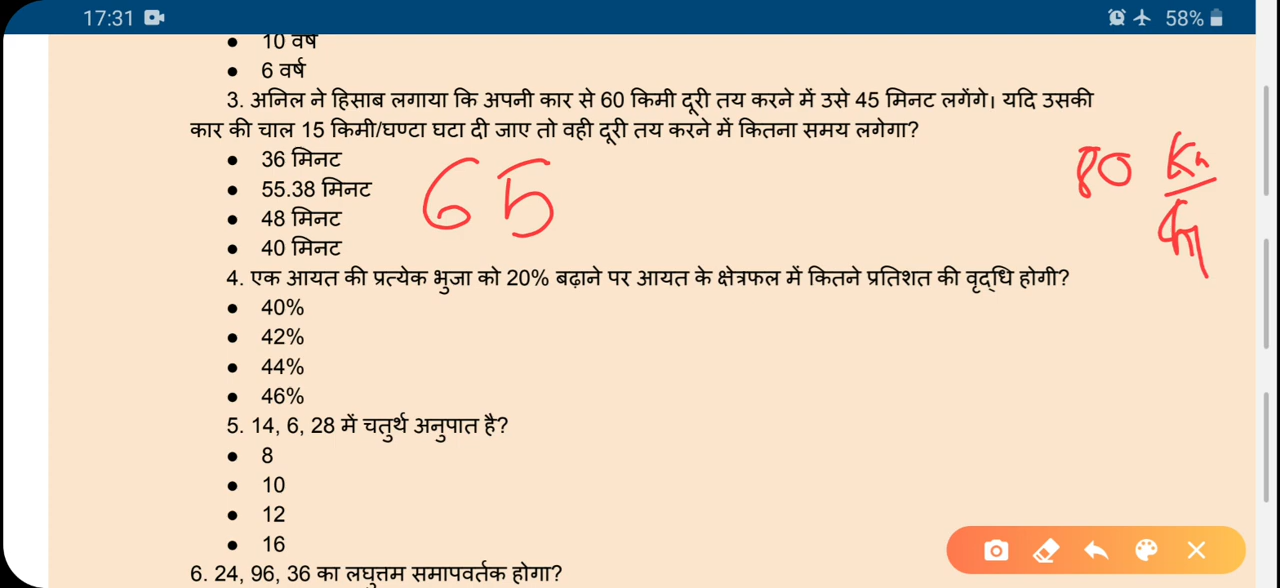 17:31 58%
• 10 वर्ष
• 6 वर्ष
3. अनिल ने हिसाब लगाया कि अपनी कार से 60 किमी दूरी तय करने में उसे 45 मिनट लगेंगे। यदि उसकी
कार की चाल 15 किमी/घण्टा घटा दी जाए तो वही दूरी तय करने में कितना समय लगेगा?
• 36 मिनट
• 55.38 मिनट
• 48 मिनट
• 40 मिनट
65
80
4. एक आयत की प्रत्येक भुजा को 20% बढ़ाने पर आयत के क्षेत्रफल में कितने प्रतिशत की वृद्धि होगी?
• 40%
• 42%
• 44%
• 46%
5. 14, 6, 28 में चतुर्थ अनुपात है?
• 8
• 10
• 12
• 16
6. 24, 96, 36 का लघुत्तम समापवर्तक होगा?